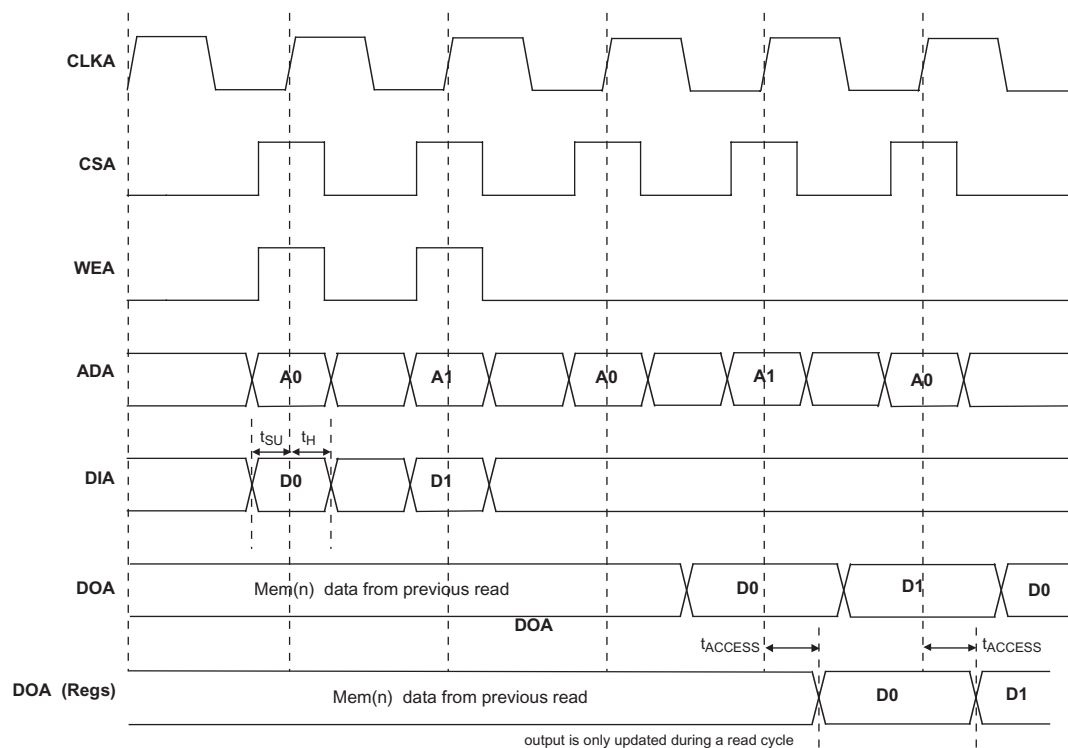 CLKA
CSA
WEA
ADA A0 A1 A0 A1 A0
tSU tH
DIA D0 D1
DOA Mem(n) data from previous read D0 D1 D0
DOA
tACCESS tACCESS
DOA (Regs) Mem(n) data from previous read D0 D1
output is only updated during a read cycle